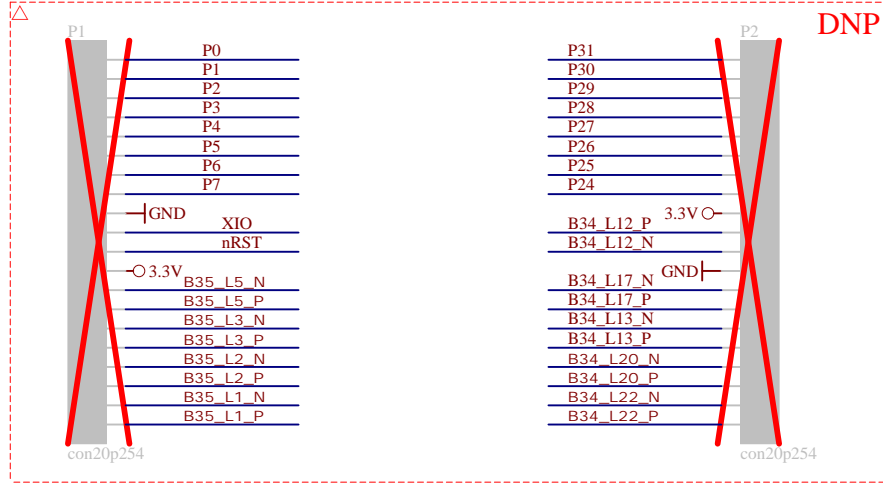 DNP
P1
P0
P1
P2
P3
P4
P5
P6
P7
GND
XIO
nRST
3.3V
B35_L5_N
B35_L5_P
B35_L3_N
B35_L3_P
B35_L2_N
B35_L2_P
B35_L1_N
B35_L1_P
con20p254
P2
P31
P30
P29
P28
P27
P26
P25
P24
3.3V
B34_L12_P
B34_L12_N
GND
B34_L17_N
B34_L17_P
B34_L13_N
B34_L13_P
B34_L20_N
B34_L20_P
B34_L22_N
B34_L22_P
con20p254